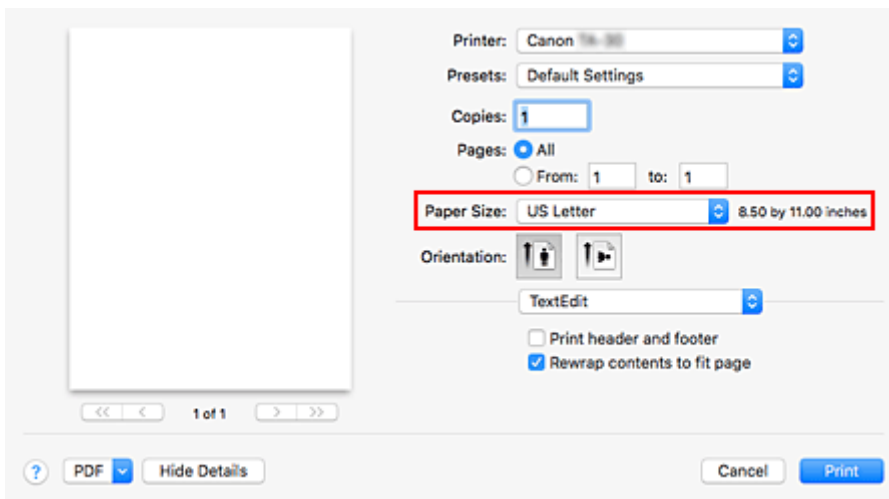 Printer: Canon
Presets: Default Settings
Copies: 1
Pages: All
From: 1 to: 1
Paper Size: US Letter 8.50 by 11.00 inches
Orientation:
TextEdit
Print header and footer
Rewrap contents to fit page
<< < 1 of 1 > >>
? PDF Hide Details Cancel Print